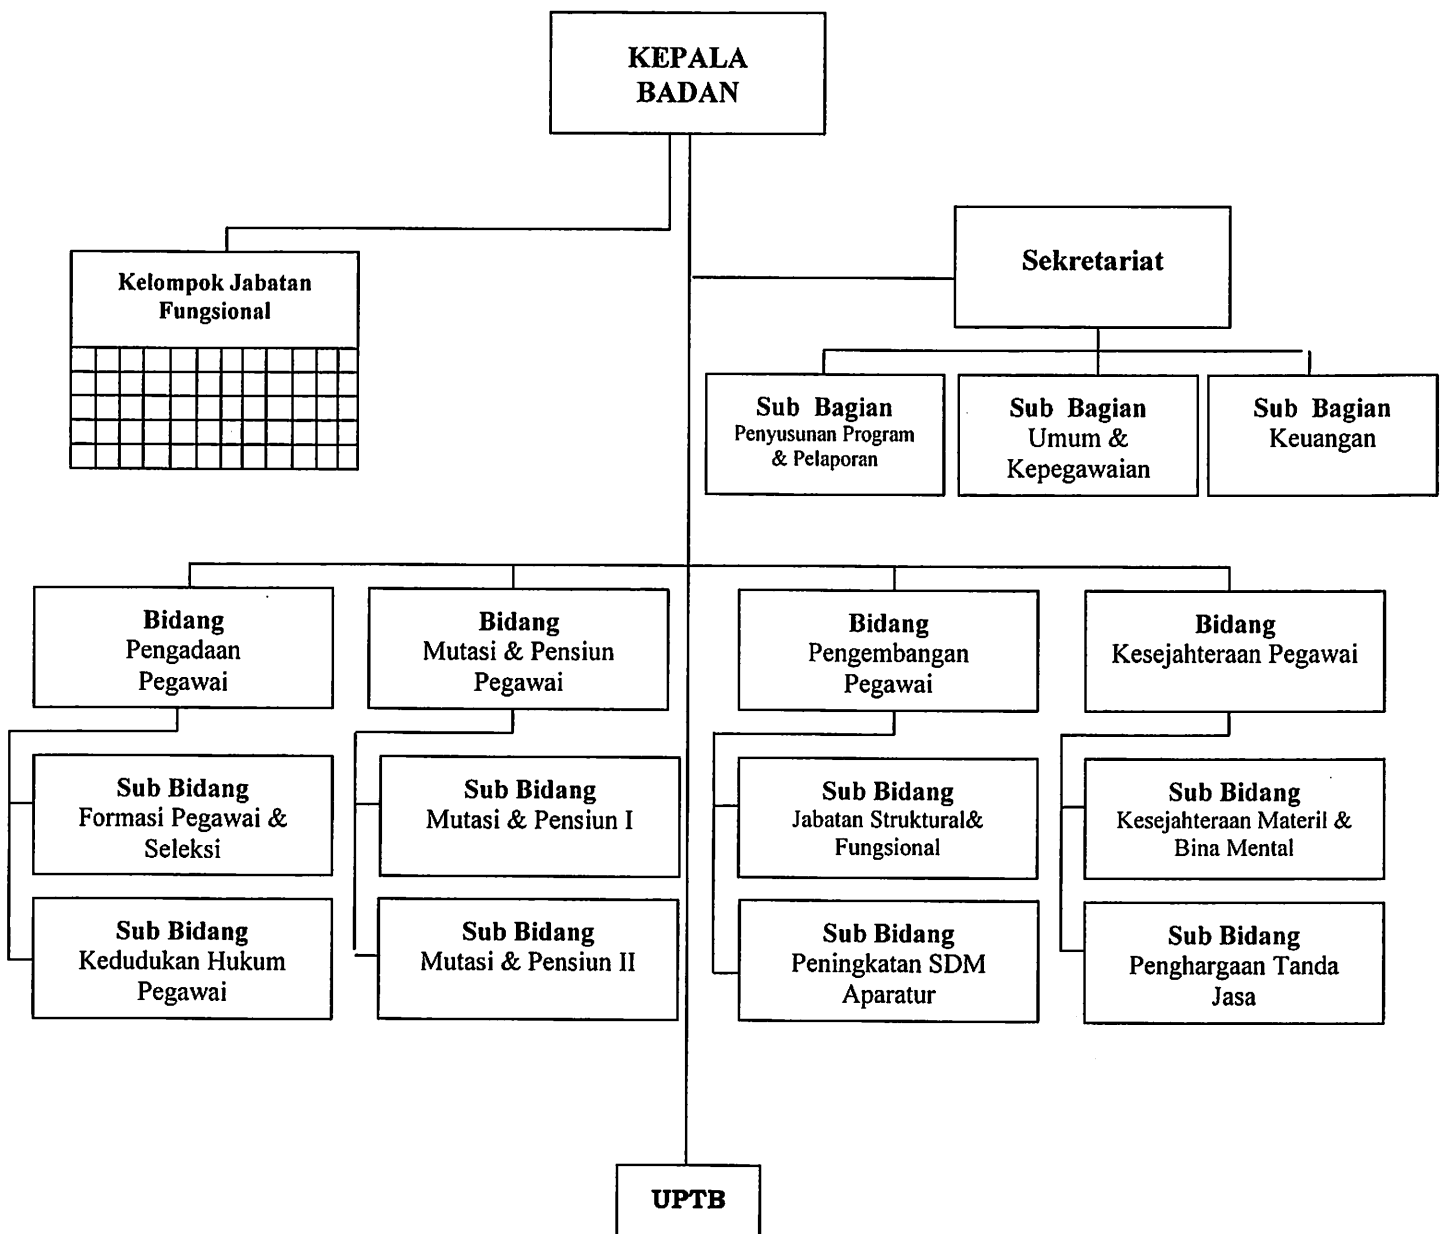 KEPALA
BADAN
Kelompok Jabatan
Fungsional
Sekretariat
Sub Bagian
Penyusunan Program
& Pelaporan
Sub Bagian
Umum &
Kepegawaian
Sub Bagian
Keuangan
Bidang
Pengadaan
Pegawai
Bidang
Mutasi & Pensiun
Pegawai
Bidang
Pengembangan
Pegawai
Bidang
Kesejahteraan Pegawai
Sub Bidang
Formasi Pegawai &
Seleksi
Sub Bidang
Mutasi & Pensiun I
Sub Bidang
Jabatan Struktural&
Fungsional
Sub Bidang
Kesejahteraan Materil &
Bina Mental
Sub Bidang
Kedudukan Hukum
Pegawai
Sub Bidang
Mutasi & Pensiun II
Sub Bidang
Peningkatan SDM
Aparatur
Sub Bidang
Penghargaan Tanda
Jasa
UPTB